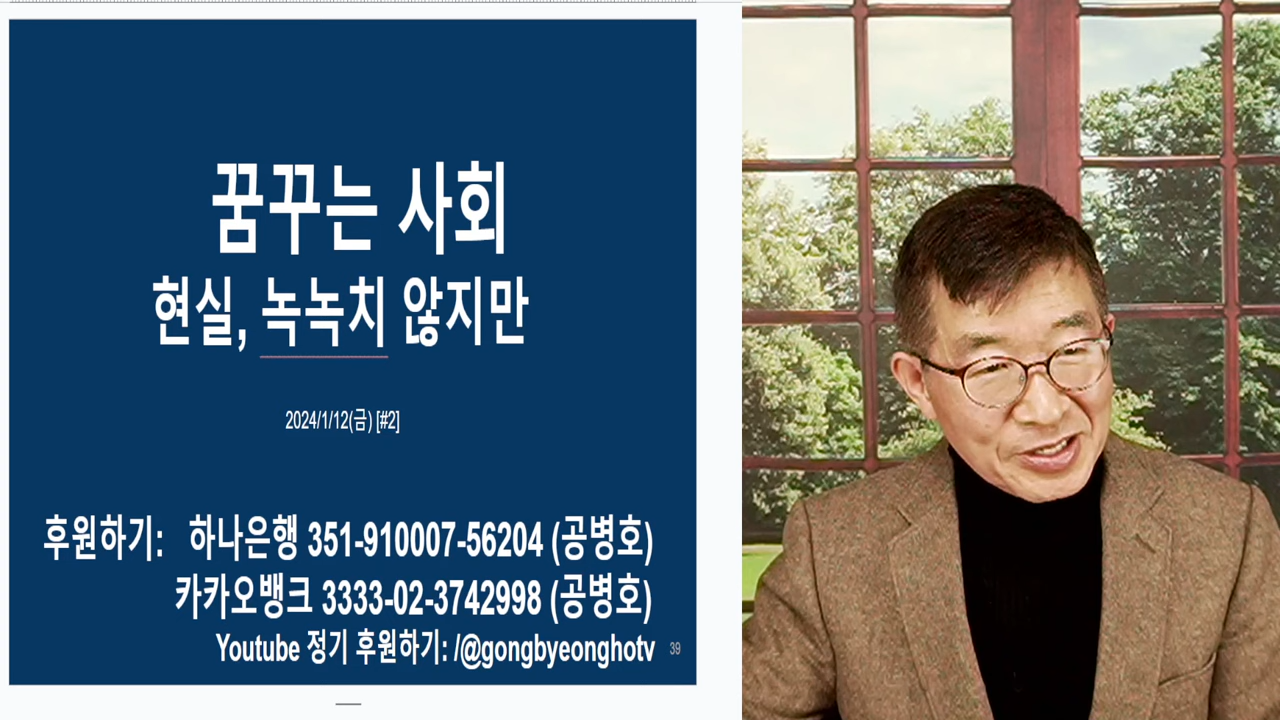 꿈꾸는 사회
현실, 녹녹치 않지만
2024/1/12(금) [#2]
후원하기: 하나은행 351-910007-56204 (공병호)
카카오뱅크 3333-02-3742998 (공병호)
Youtube 정기 후원하기: /@gongbyeonghotv
39